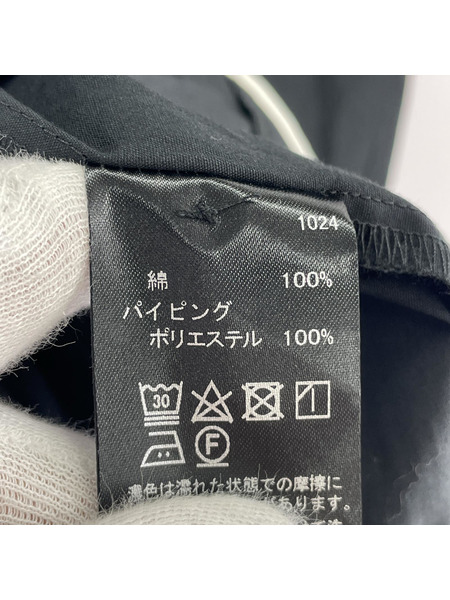 1024
綿 100%
パイピング
ポリエステル 100%
30
F
濃色は濡れた状態での摩擦に
があります。